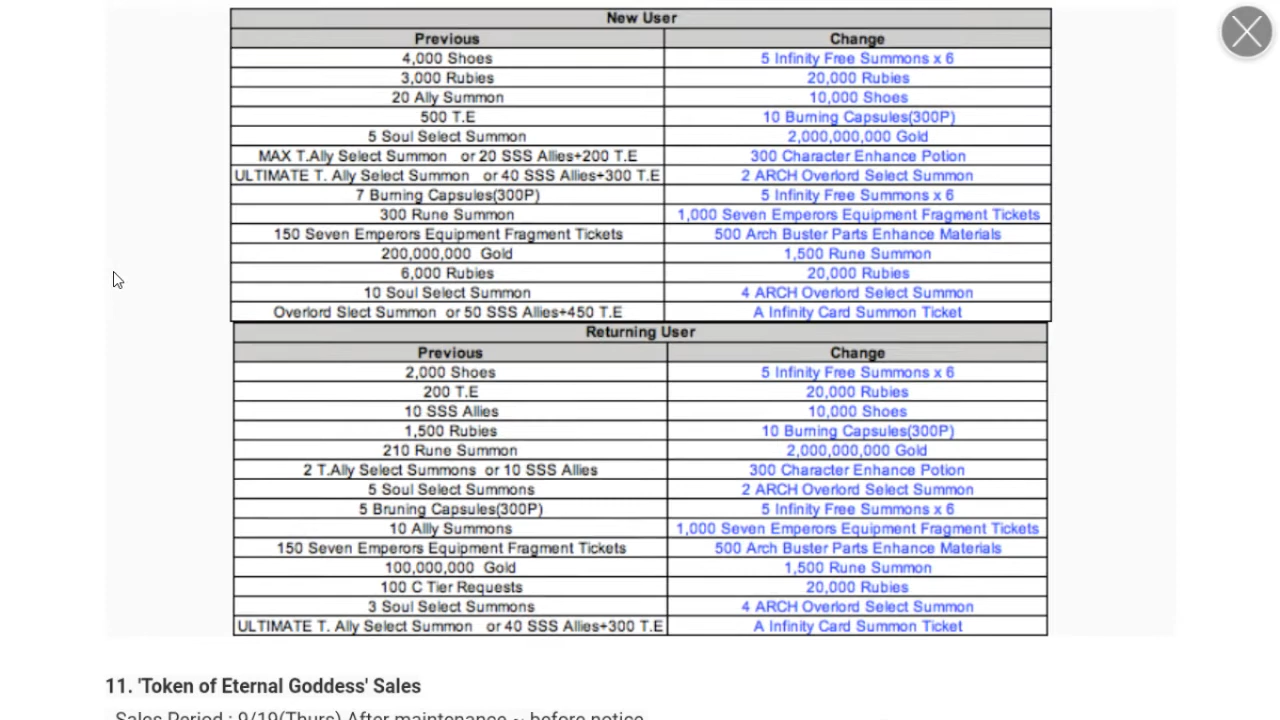 New User
Previous Change
4,000 Shoes 5 Infinity Free Summons x 6
3,000 Rubies 20,000 Rubies
20 Ally Summon 10,000 Shoes
500 T.E 10 Burning Capsules(300P)
5 Soul Select Summon 2,000,000,000 Gold
MAX T.Ally Select Summon or 20 SSS Allies+200 T.E 300 Character Enhance Potion
ULTIMATE T. Ally Select Summon or 40 SSS Allies+300 T.E 2 ARCH Overlord Select Summon
7 Burning Capsules(300P) 5 Infinity Free Summons x 6
300 Rune Summon 1,000 Seven Emperors Equipment Fragment Tickets
150 Seven Emperors Equipment Fragment Tickets 500 Arch Buster Parts Enhance Materials
200,000,000 Gold 1,500 Rune Summon
6,000 Rubies 20,000 Rubies
10 Soul Select Summon 4 ARCH Overlord Select Summon
Overlord Slect Summon or 50 SSS Allies+450 T.E A Infinity Card Summon Ticket
Returning User
Previous Change
2,000 Shoes 5 Infinity Free Summons x 6
200 T.E 20,000 Rubies
10 SSS Allies 10,000 Shoes
1,500 Rubies 10 Burning Capsules(300P)
210 Rune Summon 2,000,000,000 Gold
2 T.Ally Select Summons or 10 SSS Allies 300 Character Enhance Potion
5 Soul Select Summons 2 ARCH Overlord Select Summon
5 Bruning Capsules(300P) 5 Infinity Free Summons x 6
10 Allly Summons 1,000 Seven Emperors Equipment Fragment Tickets
150 Seven Emperors Equipment Fragment Tickets 500 Arch Buster Parts Enhance Materials
100,000,000 Gold 1,500 Rune Summon
100 C Tier Requests 20,000 Rubies
3 Soul Select Summons 4 ARCH Overlord Select Summon
ULTIMATE T. Ally Select Summon or 40 SSS Allies+300 T.E A Infinity Card Summon Ticket
11. 'Token of Eternal Goddess' Sales
Sales Period : 9/19(Thurs) After maintenance ~ before notice